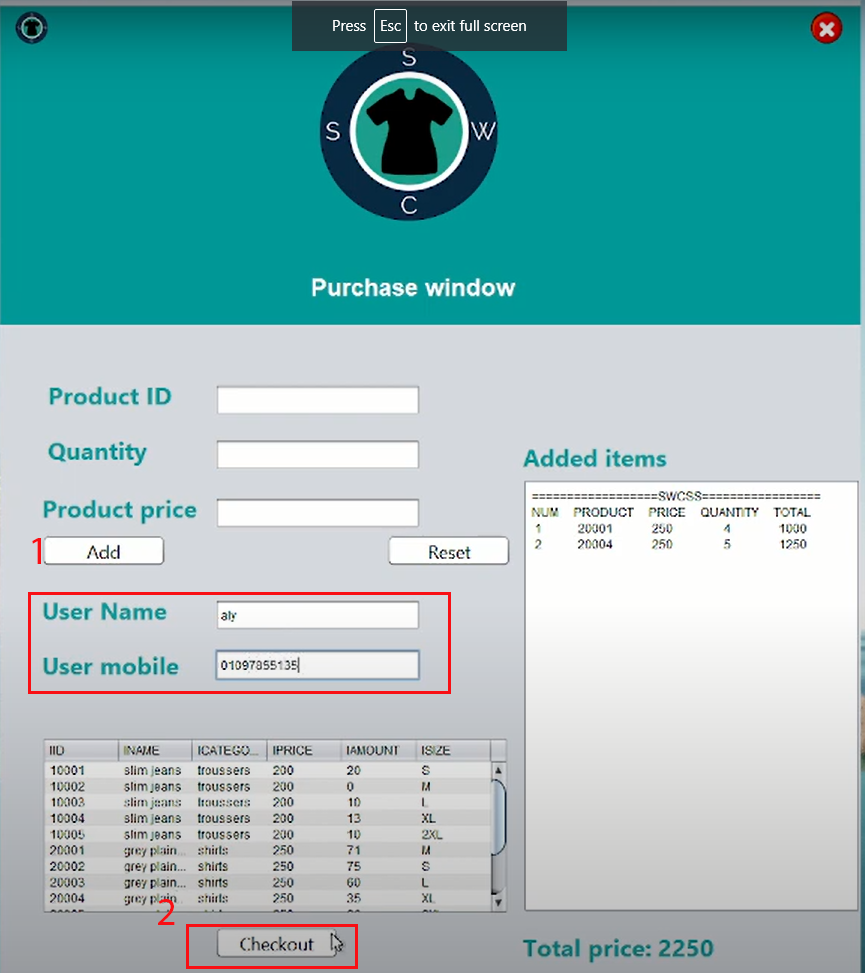 Press Esc to exit full screen
S
S W
C
Purchase window
Product ID
Quantity
Product price
1 Add Reset
User Name aly
User mobile 01097855135
IID INAME ICATEGO... IPRICE IAMOUNT ISIZE
10001 slim jeans troussers 200 20 S
10002 slim jeans troussers 200 0 M
10003 slim jeans troussers 200 10 L
10004 slim jeans troussers 200 13 XL
10005 slim jeans troussers 200 10 2XL
20001 grey plain... shirts 250 71 M
20002 grey plain... shirts 250 75 S
20003 grey plain... shirts 250 60 L
20004 grey plain... shirts 250 35 XL
2 Checkout
Added items
==================SWCSS=================
NUM PRODUCT PRICE QUANTITY TOTAL
1 20001 250 4 1000
2 20004 250 5 1250
Total price: 2250